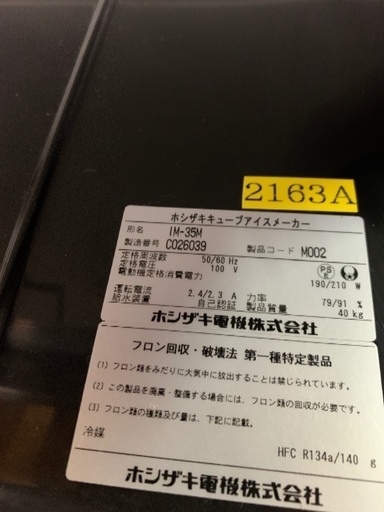 2163A
ホシザキキューブアイスメーカー
形名 IM-35M
製造番号 C026039 製品コード M002
定格周波数 50/60 Hz
定格電圧 100 V
電動機定格消費電力 190/210 W
運転電流 2.4/2.3 A 力率 79/91 %
給水装置 自己認証 製品質量 40 kg
ホシザキ電機株式会社
フロン回収・破壊法 第一種特定製品
(1) フロン類をみだりに大気中に放出することは禁じられています。
(2) この製品を廃棄・整備する場合には、フロン類の回収が必要です。
(3) フロン類の種類及び量は、下記に記載。
冷媒 HFC R134a/140 g
ホシザキ電機株式会社